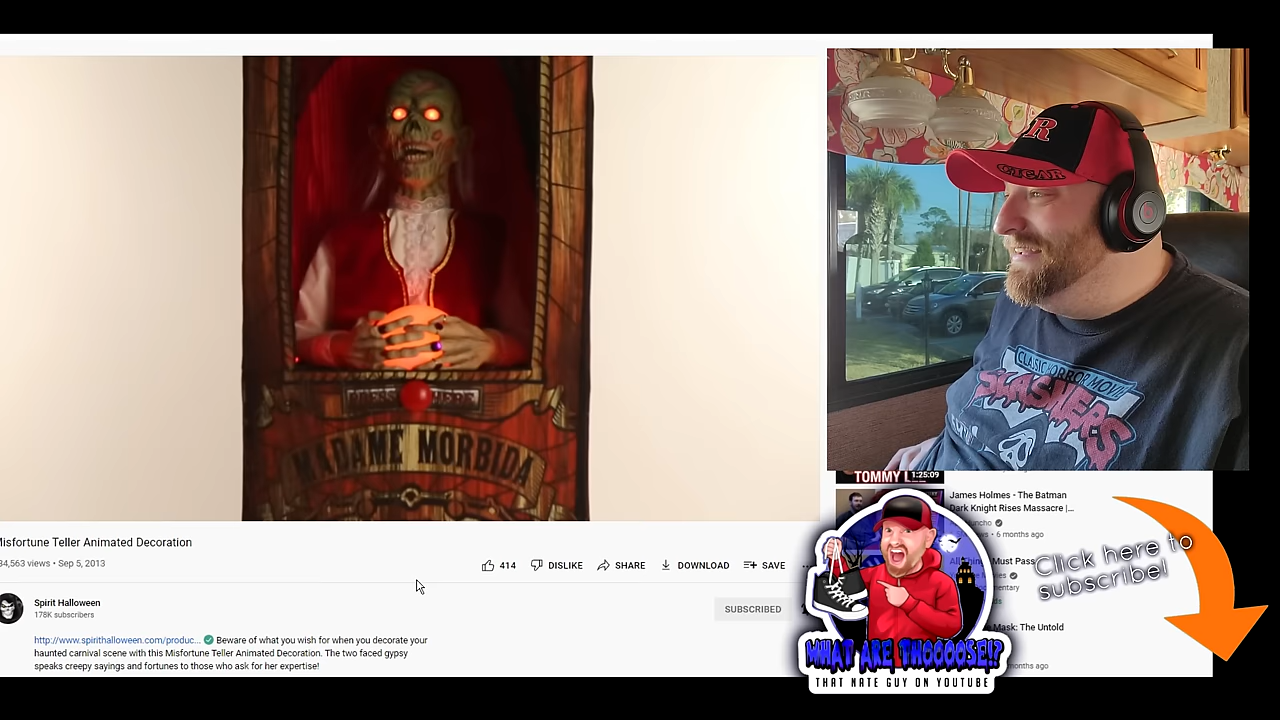 PRESS HERE
MADAME MORBIDA
Misfortune Teller Animated Decoration
34,563 views • Sep 5, 2013
414
DISLIKE
SHARE
DOWNLOAD
SAVE
Spirit Halloween
178K subscribers
SUBSCRIBED
http://www.spirithalloween.com/produc... Beware of what you wish for when you decorate your
haunted carnival scene with this Misfortune Teller Animated Decoration. The two faced gypsy
speaks creepy sayings and fortunes to those who ask for her expertise!
R
CIGAR
CLASSIC HORROR MOVIE
SLASHERS
TOMMY
1:25:09
James Holmes - The Batman
Dark Knight Rises Massacre |...
6 months ago
Must Pass
Mask: The Untold
months ago
Click here to
subscribe!
WHAT ARE THOOOOSE!?
THAT NATE GUY ON YOUTUBE